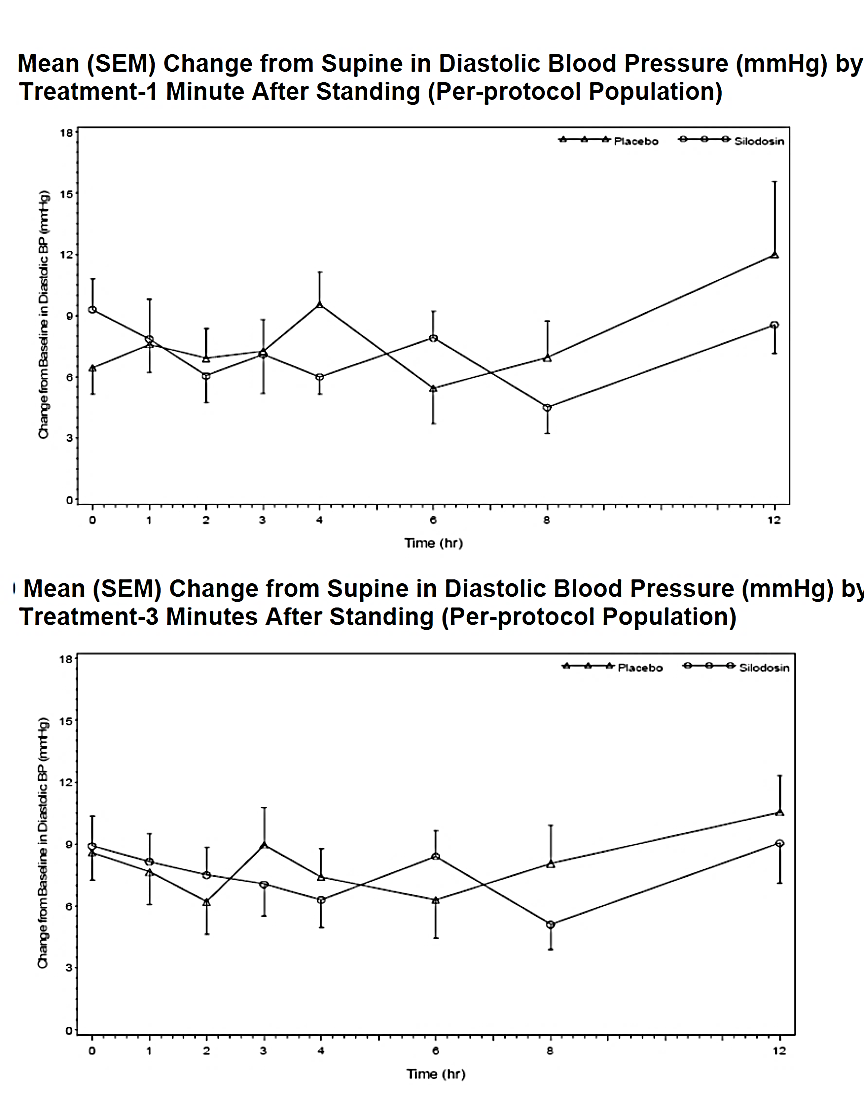 Mean (SEM) Change from Supine in Diastolic Blood Pressure (mmHg) by
Treatment-1 Minute After Standing (Per-protocol Population)
Placebo Silodosin
Change from Baseline in Diastolic BP (mmHg)
18
15
12
9
6
3
0
0 1 2 3 4 6 8 12
Time (hr)
Mean (SEM) Change from Supine in Diastolic Blood Pressure (mmHg) by
Treatment-3 Minutes After Standing (Per-protocol Population)
Placebo Silodosin
Change from Baseline in Diastolic BP (mmHg)
18
15
12
9
6
3
0
0 1 2 3 4 6 8 12
Time (hr)